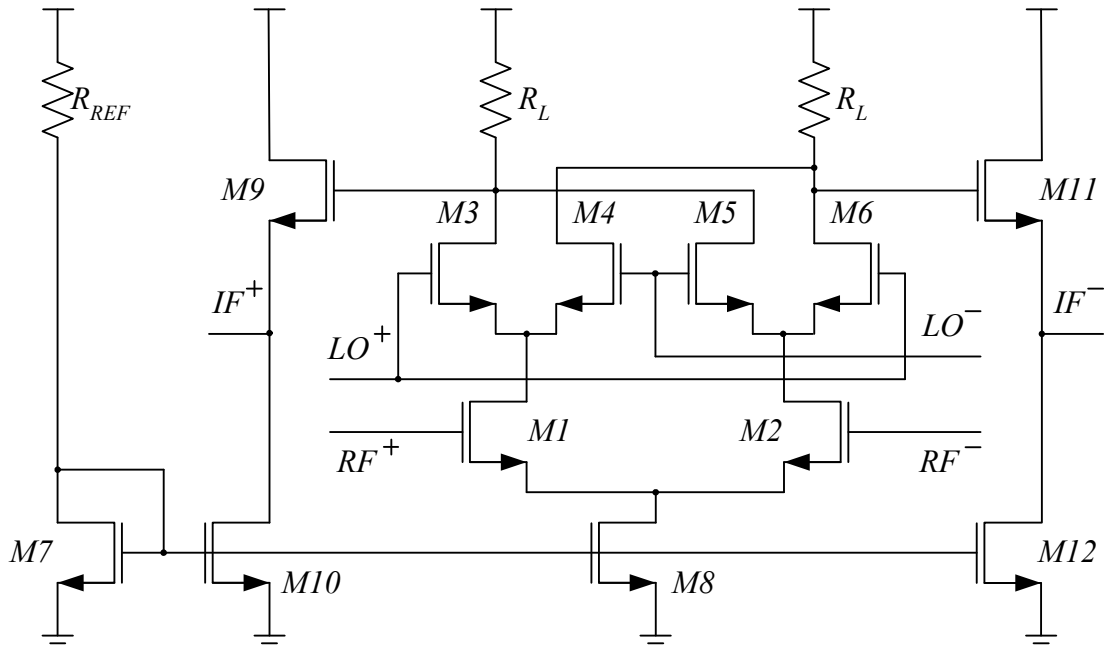 R_REF
R_L
R_L
M9
M11
M3
M4
M5
M6
IF⁺
IF⁻
LO⁺
LO⁻
M1
M2
RF⁺
RF⁻
M7
M10
M8
M12